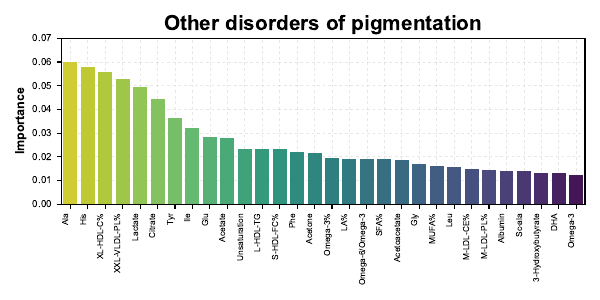 Other disorders of pigmentation
Importance
0.07
0.06
0.05
0.04
0.03
0.02
0.01
0.00
Ala
His
XL-HDL-C%
XXL-VLDL-PL%
Lactate
Citrate
Tyr
Ile
Glu
Acetate
Unsaturation
L-HDL-TG
S-HDL-FC%
Phe
Acetone
Omega-3%
LA%
Omega-6/Omega-3
SFA%
Acetoacetate
Gly
MUFA%
Leu
M-LDL-CE%
M-LDL-PL%
Albumin
3-Hydroxybutyrate
DHA
Omega-3